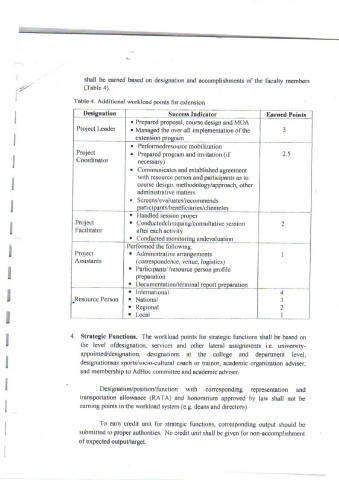 shall be earned based on designation and accomplishments of the faculty members
(Table 4).
Table 4. Additional workload points for extension
Designation Success Indicator Earned Points
Project Leader
• Prepared proposal, course design and MOA
• Managed the over-all implementation of the
extension program
3
Project
Coordinator
• Performedresource mobilization
• Prepared program and invitation (if
necessary)
• Communicates and established agreement
with resource person and participants as to
course design, methodology/approach, other
administrative matters
• Screens/evaluates/recommends
participants/beneficiaries/clienteles
2.5
Project
Facilitator
• Handled session proper
• Conductedcliniquing/consultative session
after each activity
• Conducted monitoring andevaluation
2
Project
Assistants
Performed the following:
• Administrative arrangements
(correspondence, venue, logistics)
• Participants'/resource person profile
preparation
• Documentation/terminal report preparation
1
Resource Person
• International 4
• National 3
• Regional 2
• Local 1
4. Strategic Functions. The workload points for strategic functions shall be based on
the level ofdesignation, services and other lateral assignments i.e. university-
appointed/designation, designations at the college and department level,
designationsas sports/socio-cultural coach or trainor, academic organization adviser,
and membership to AdHoc committee and academic adviser.
Designation/position/function with corresponding representation and
transportation allowance (RATA) and honorarium approved by law shall not be
earning points in the workload system (e.g. deans and directors).
To earn credit unit for strategic functions, corresponding output should be
submitted to proper authorities. No credit unit shall be given for non-accomplishment
of expected output/target.